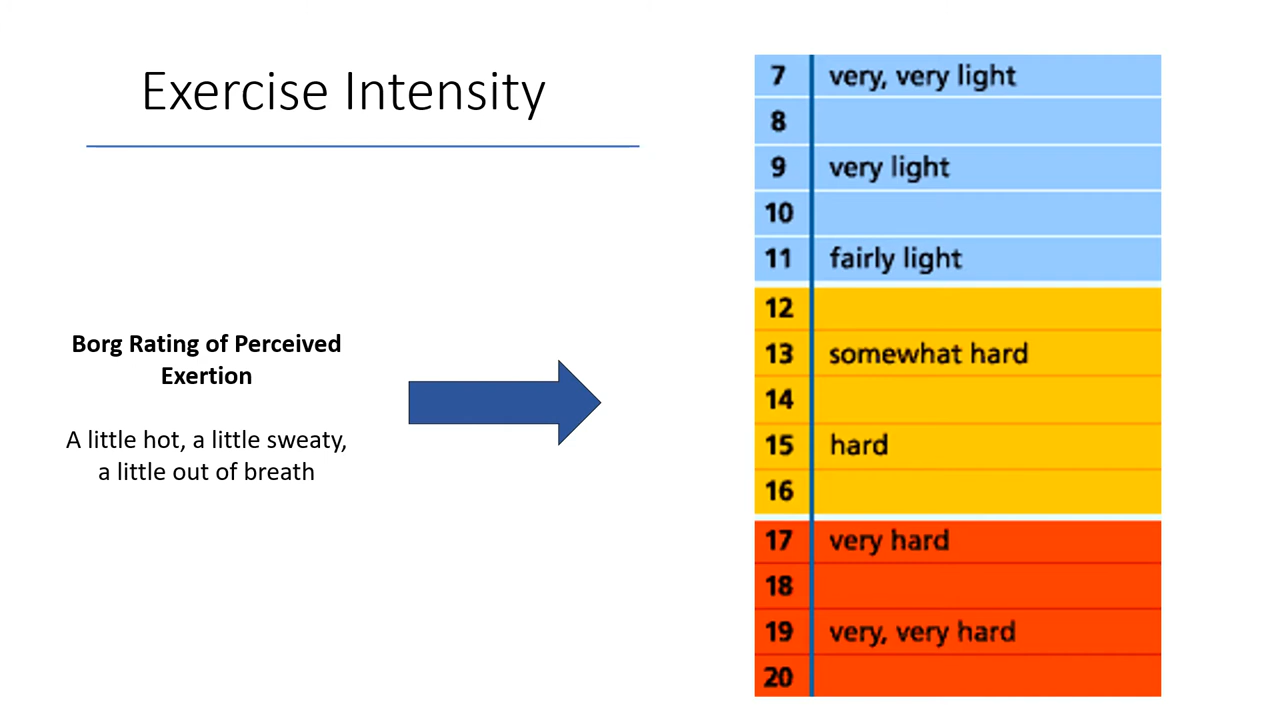 Exercise Intensity
Borg Rating of Perceived
Exertion
A little hot, a little sweaty,
a little out of breath
7 very, very light
8
9 very light
10
11 fairly light
12
13 somewhat hard
14
15 hard
16
17 very hard
18
19 very, very hard
20